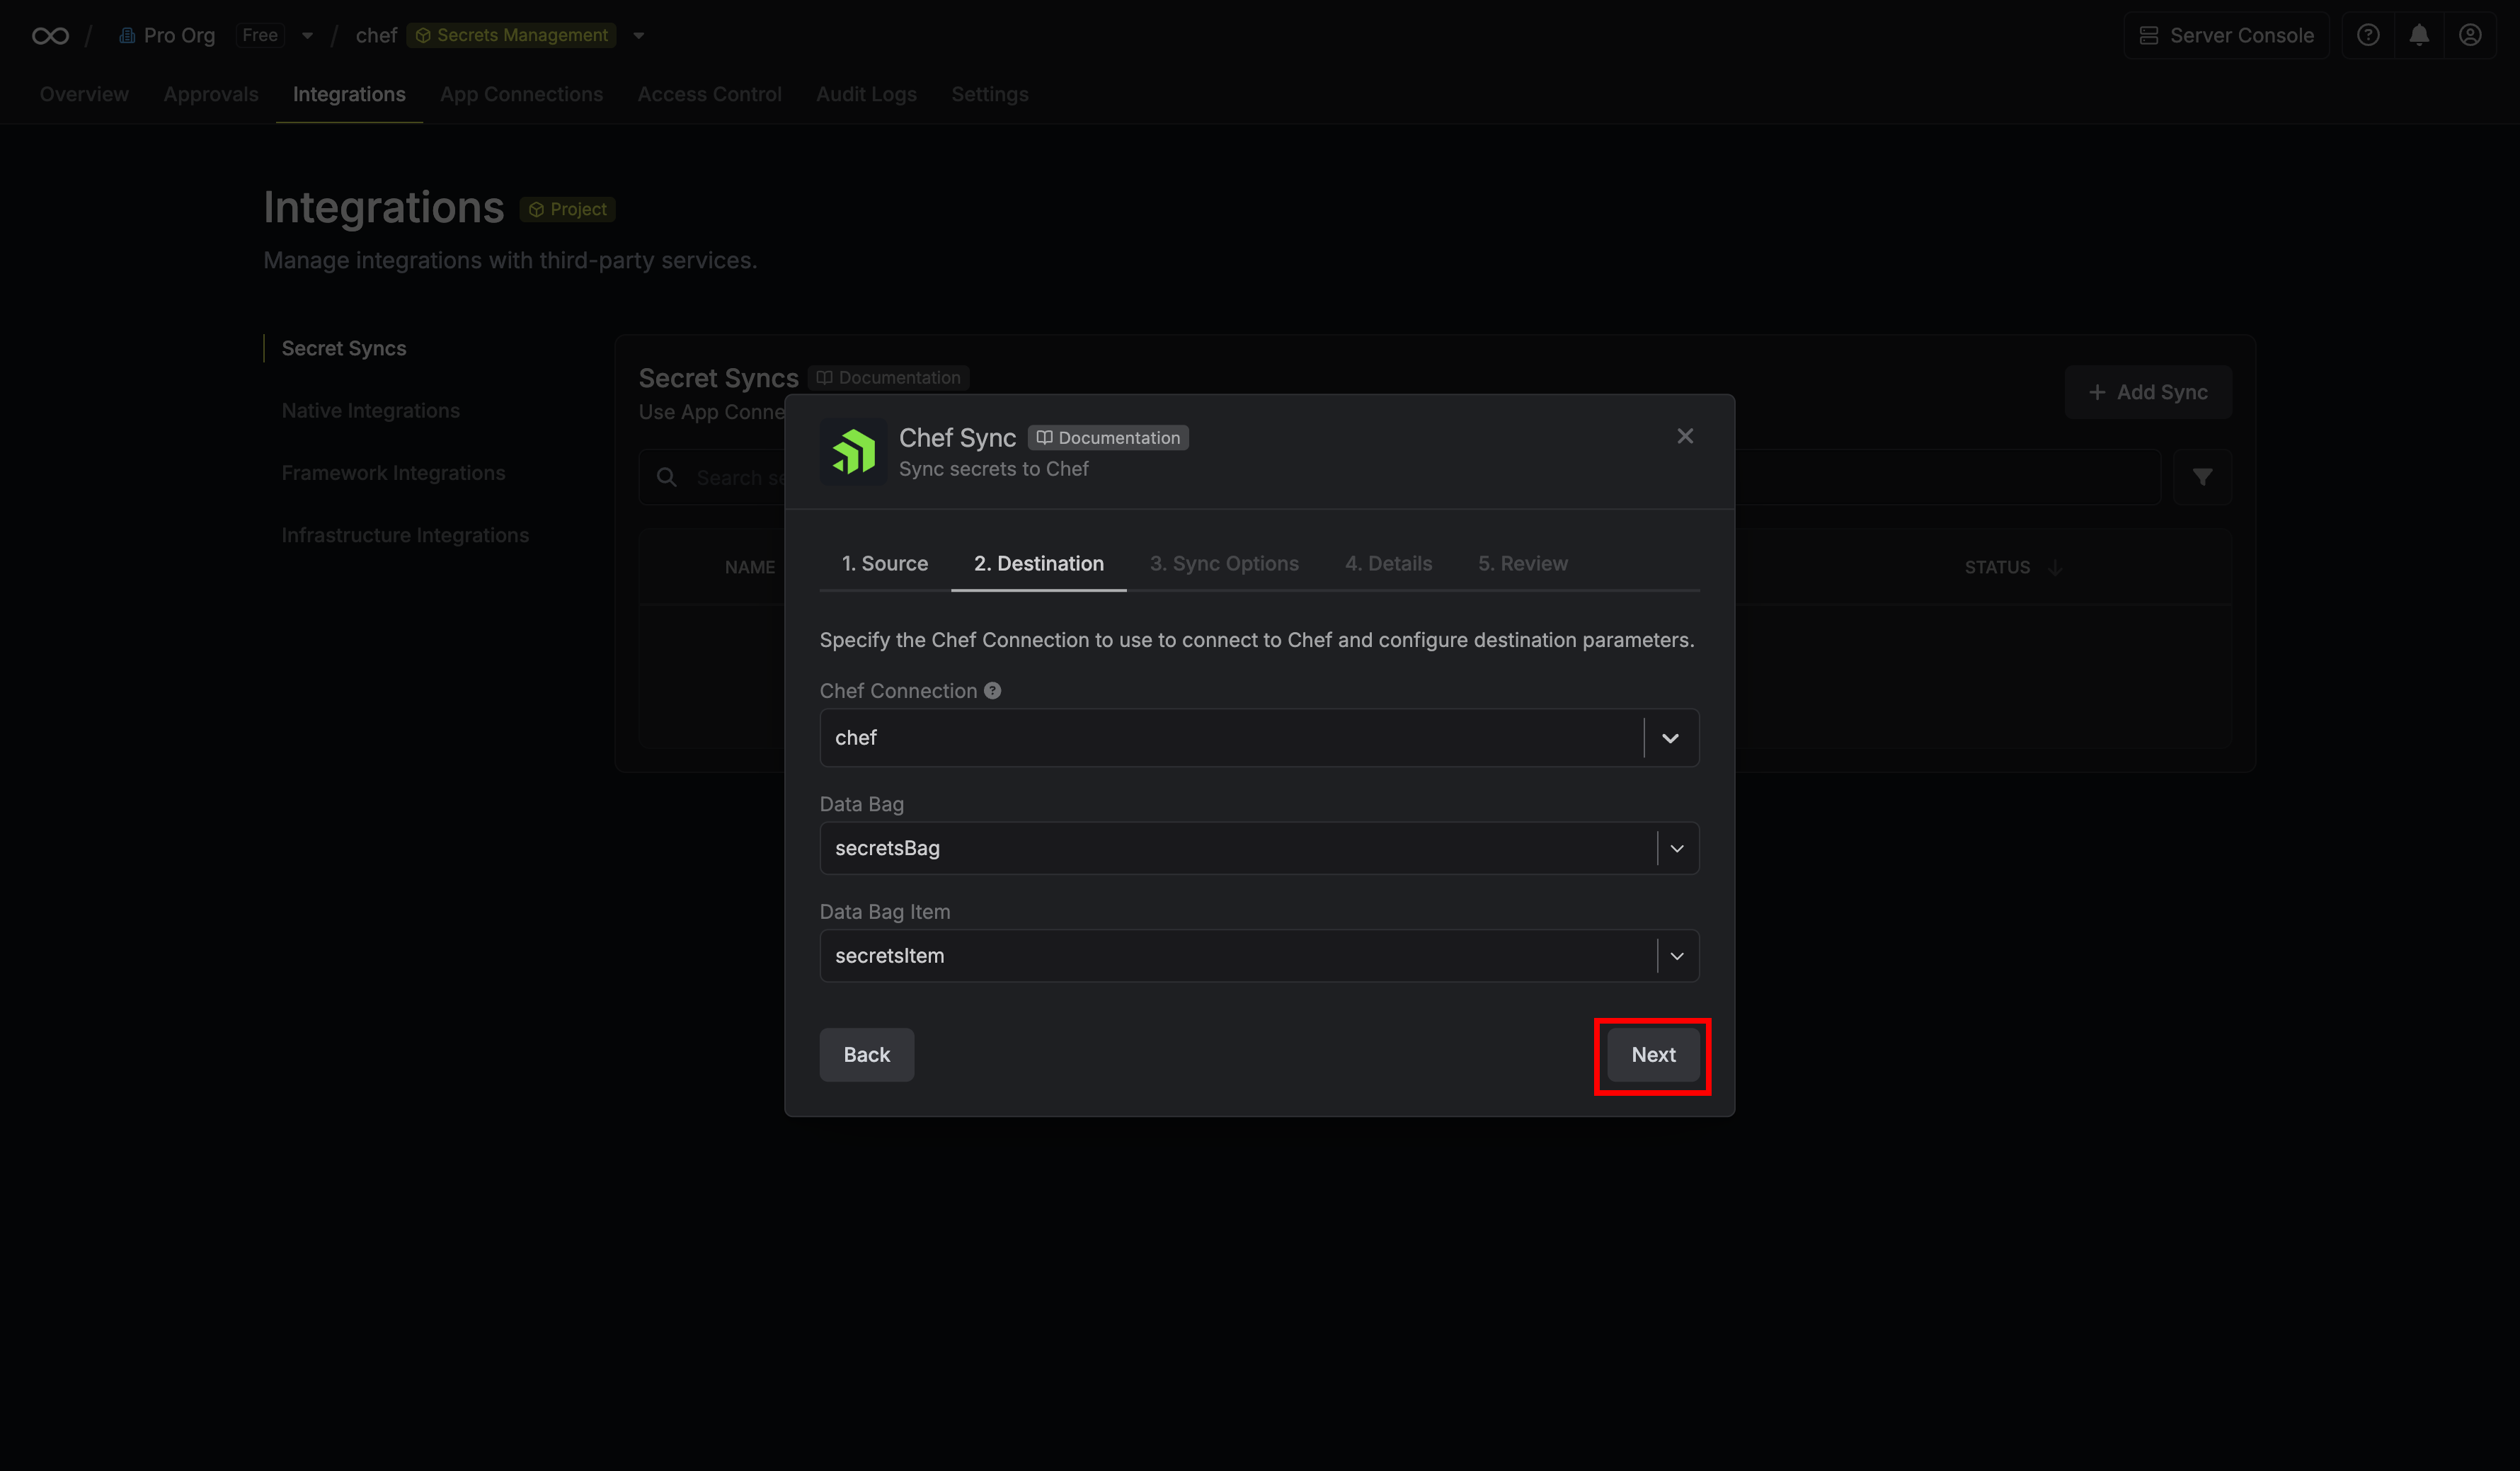 / Pro Org Free / chef Secrets Management Server Console
Overview Approvals Integrations App Connections Access Control Audit Logs Settings
Integrations Project
Manage integrations with third-party services.
Secret Syncs
Native Integrations
Framework Integrations
Infrastructure Integrations
Secret Syncs Documentation
Use App Conne
+ Add Sync
Search se
NAME
STATUS
Chef Sync Documentation
Sync secrets to Chef
1. Source 2. Destination 3. Sync Options 4. Details 5. Review
Specify the Chef Connection to use to connect to Chef and configure destination parameters.
Chef Connection
chef
Data Bag
secretsBag
Data Bag Item
secretsItem
Back Next